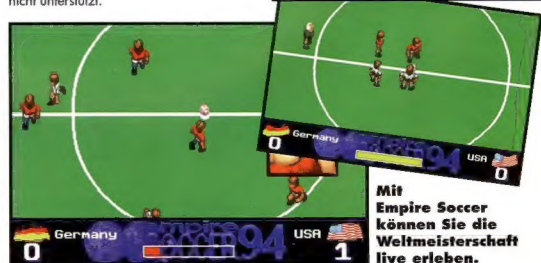 nicht unterstützt.
Germany
USA
0
0
Germany
USA
0
94
1
Mit
Empire Soccer
können Sie die
Weltmeisterschaft
live erleben.